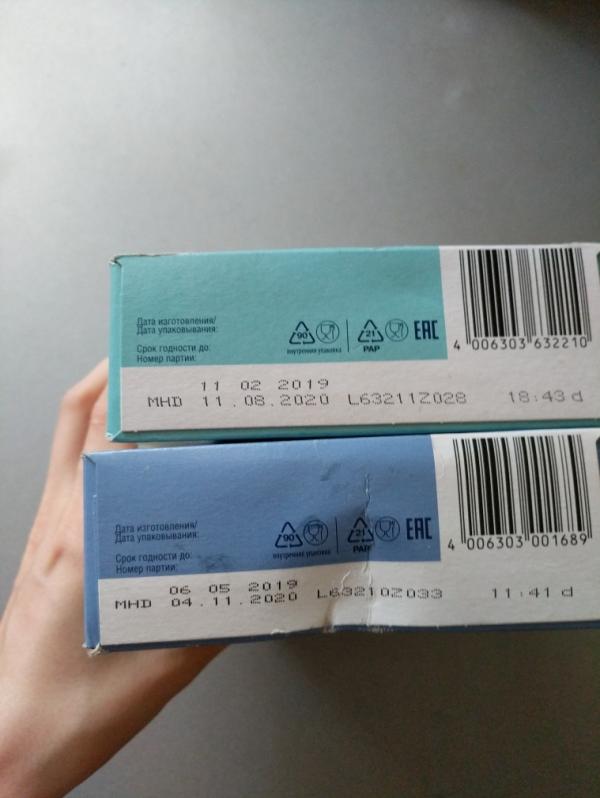 Дата изготовления/
Дата упаковывания:
Срок годности до:
Номер партии:
90
внутренняя упаковка
21
PAP
EAC
4 006303 632210
11 02 2019
MHD 11.08.2020 L63211Z028 18:43 d
Дата изготовления/
Дата упаковывания:
Срок годности до:
Номер партии:
90
внутренняя упаковка
21
PAP
EAC
4 006303 001689
06 05 2019
MHD 04.11.2020 L63210Z033 11:41 d